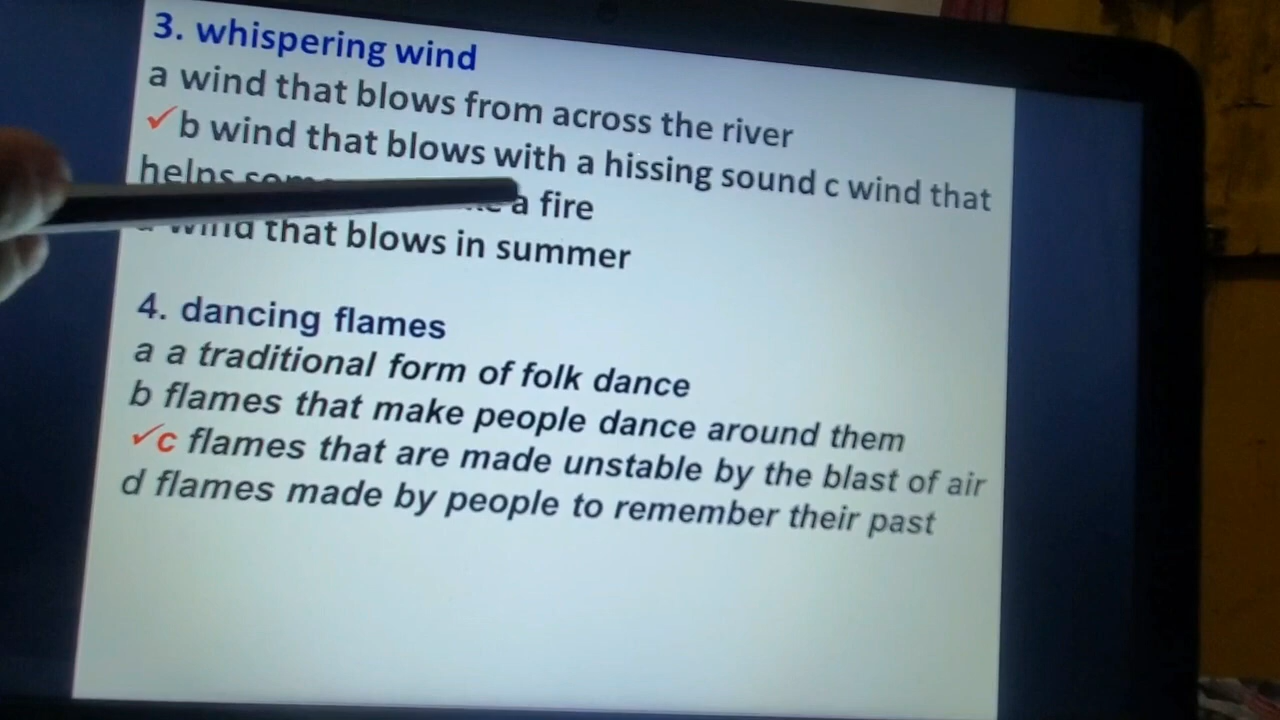 3. whispering wind
a wind that blows from across the river
✓b wind that blows with a hissing sound c wind that
helps a fire
wind that blows in summer
4. dancing flames
a a traditional form of folk dance
b flames that make people dance around them
✓c flames that are made unstable by the blast of air
d flames made by people to remember their past